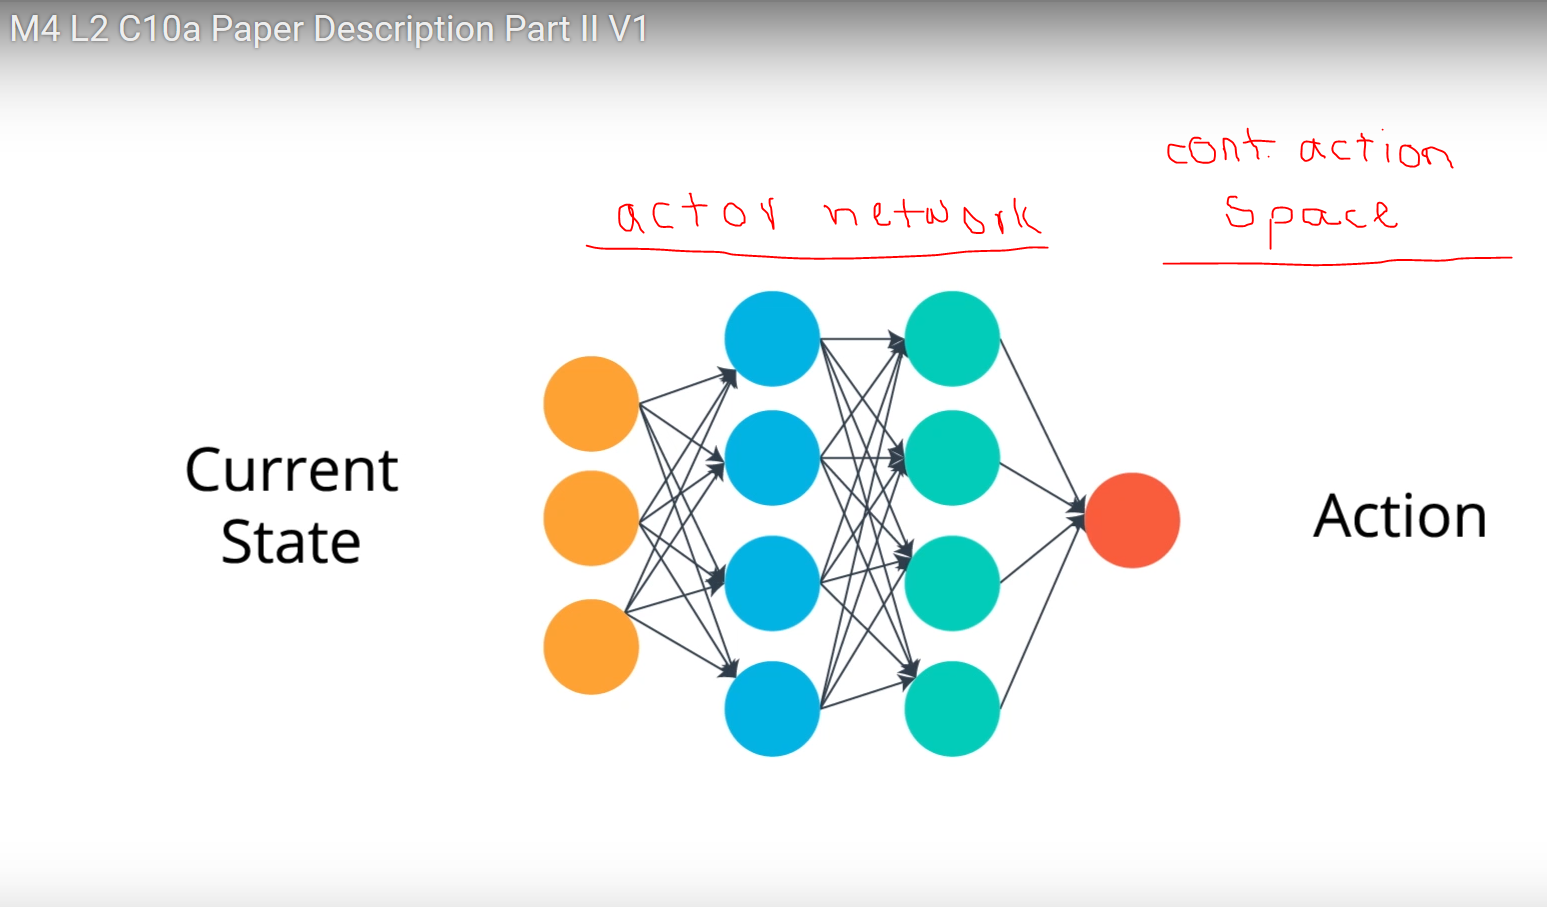 M4 L2 C10a Paper Description Part II V1
cont. action
space
actor network
Current
State
Action